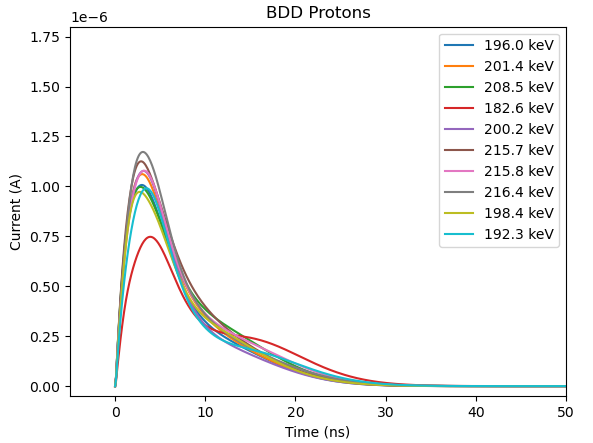 BDD Protons
1e−6
1.75
1.50
1.25
1.00
0.75
0.50
0.25
0.00
Current (A)
196.0 keV
201.4 keV
208.5 keV
182.6 keV
200.2 keV
215.7 keV
215.8 keV
216.4 keV
198.4 keV
192.3 keV
0 10 20 30 40 50
Time (ns)